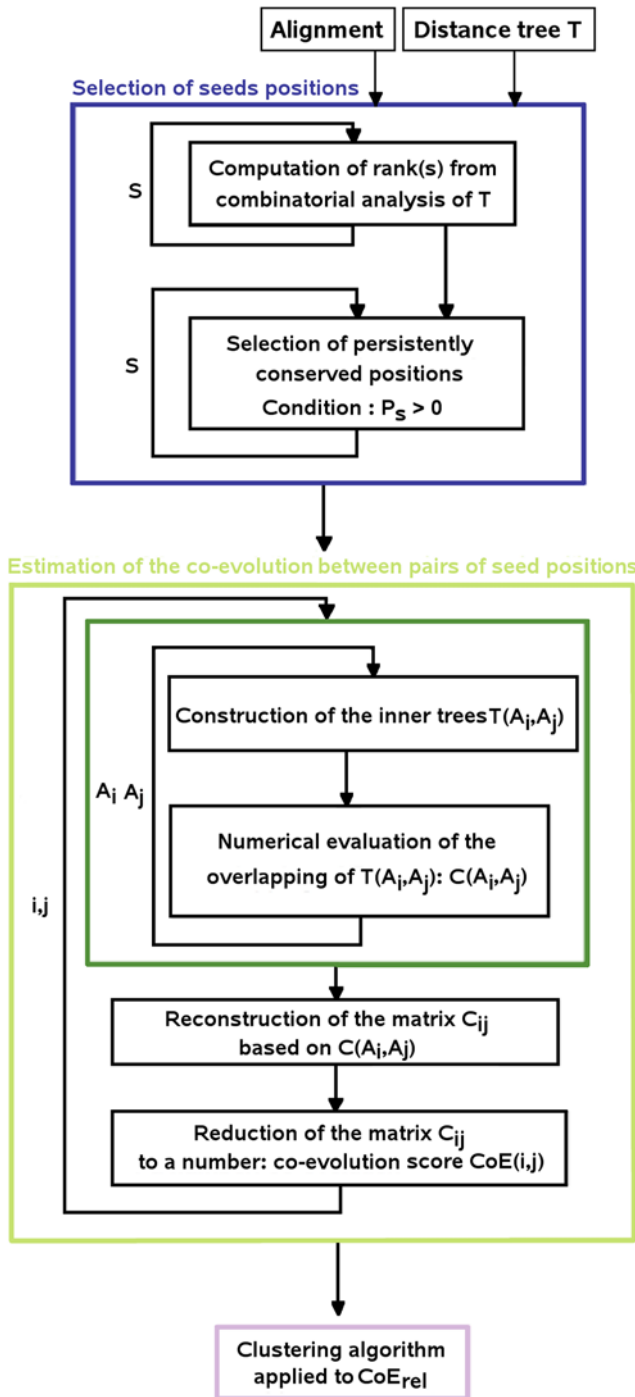 Alignment
Distance tree T
Selection of seeds positions
S
Computation of rank(s) from
combinatorial analysis of T
S
Selection of persistently
conserved positions
Condition : Ps > 0
Estimation of the co-evolution between pairs of seed positions
Construction of the inner trees T(Ai,Aj)
Ai Aj
Numerical evaluation of the
overlapping of T(Ai,Aj): C(Ai,Aj)
i,j
Reconstruction of the matrix Cij
based on C(Ai,Aj)
Reduction of the matrix Cij
to a number: co-evolution score CoE(i,j)
Clustering algorithm
applied to CoErel